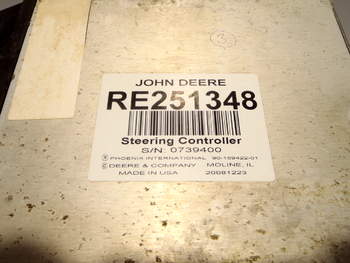 JOHN DEERE
RE251348
Steering Controller
S/N: 0739400
Ⓟ PHOENIX INTERNATIONAL 90-159422-01
© DEERE & COMPANY MOLINE, IL
MADE IN USA 20081223